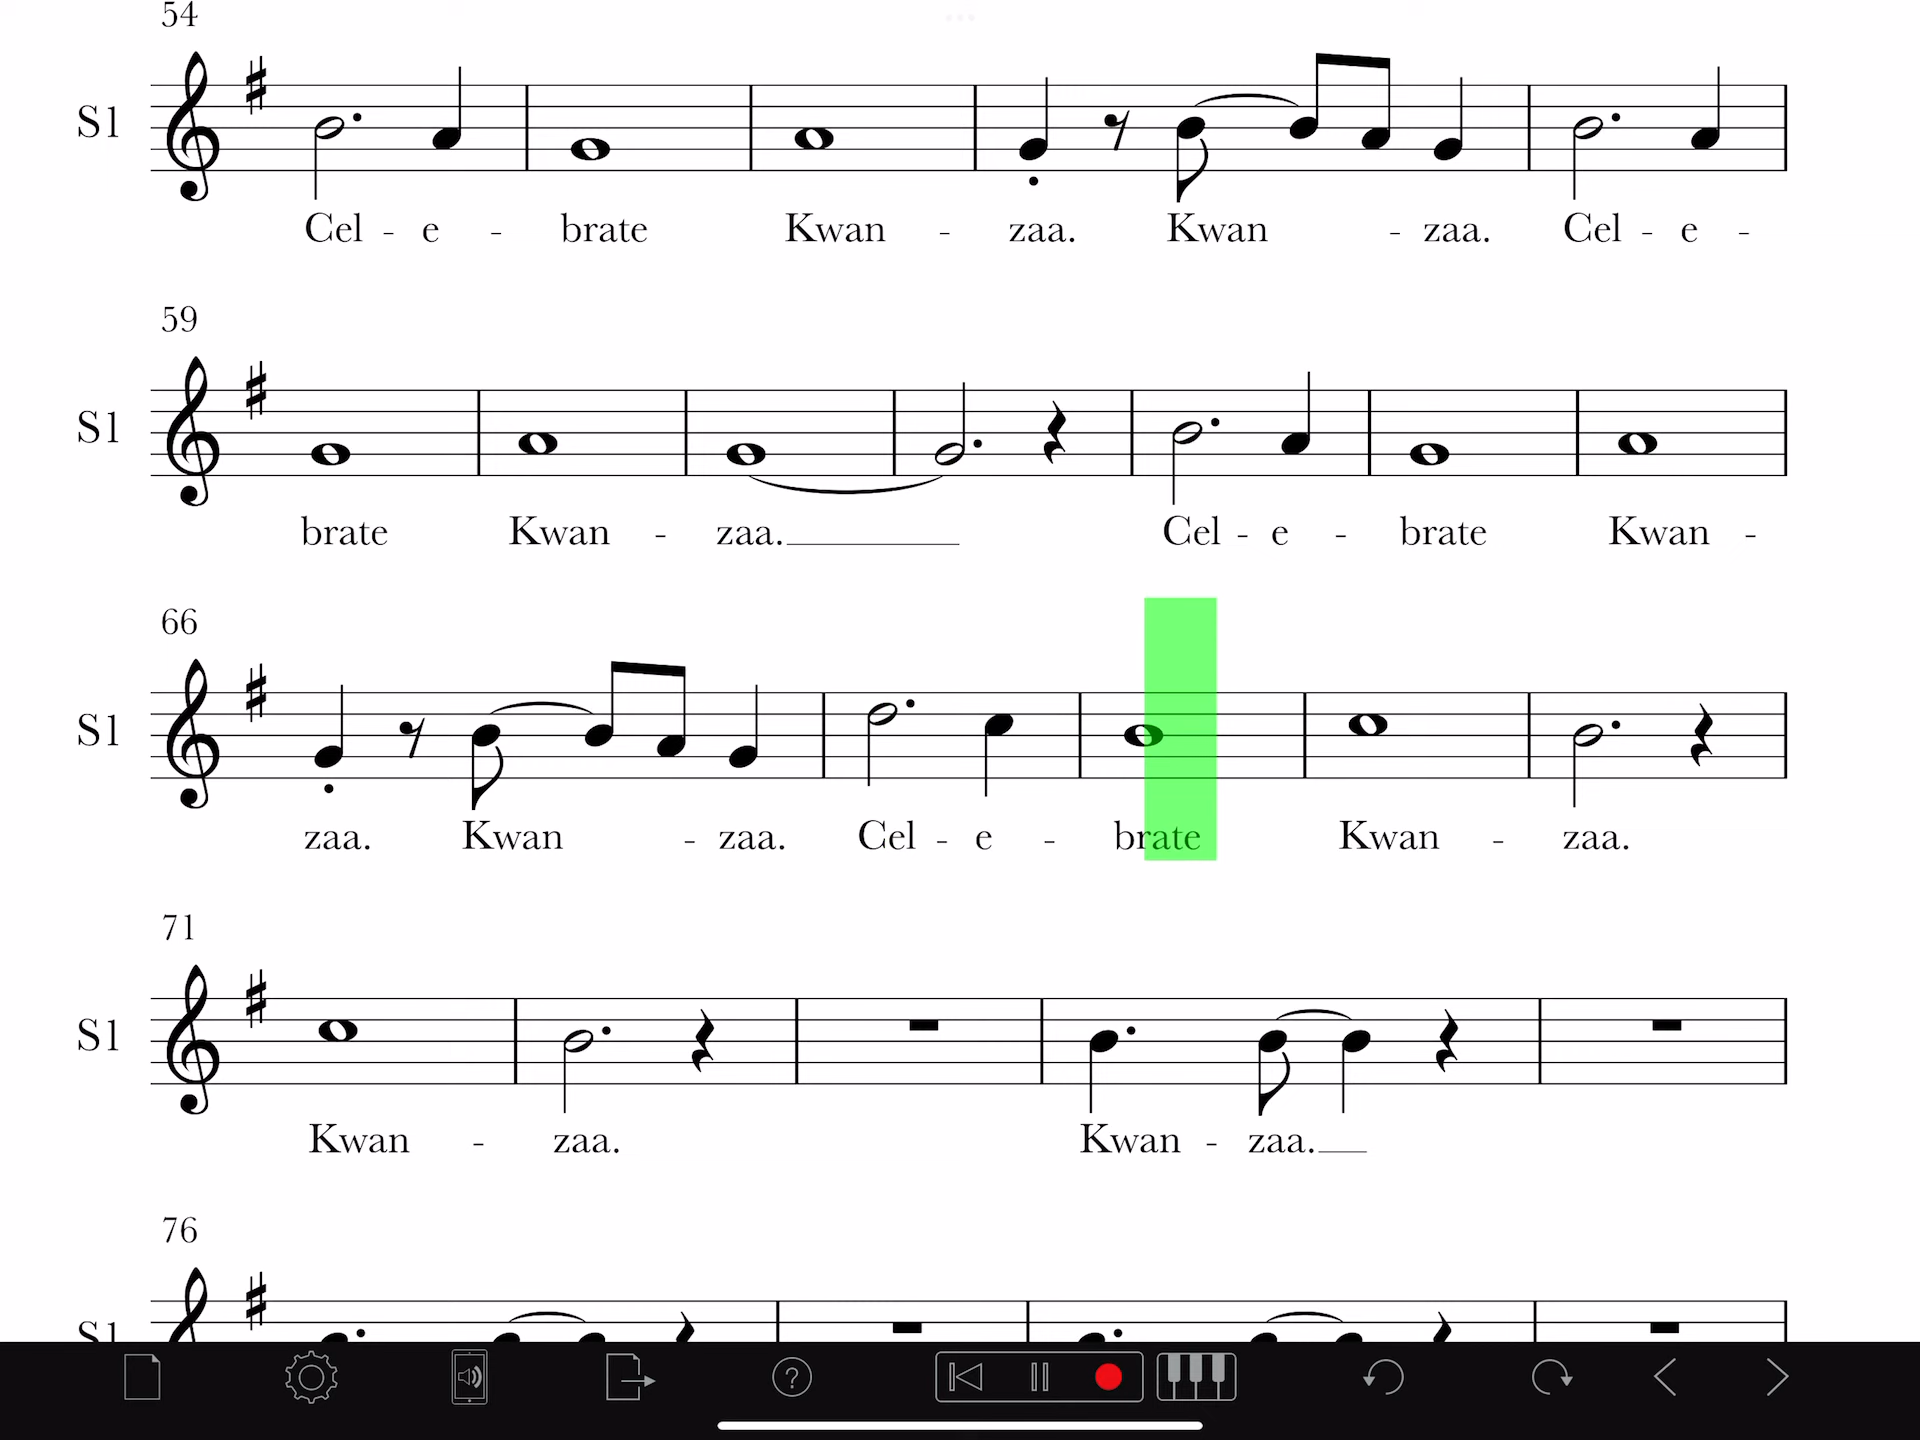 54
S1
Cel - e - brate Kwan - zaa. Kwan - zaa. Cel - e -
59
S1
brate Kwan - zaa. Cel - e - brate Kwan -
66
S1
zaa. Kwan - zaa. Cel - e - brate Kwan - zaa.
71
S1
Kwan - zaa. Kwan - zaa.
76
S1
?